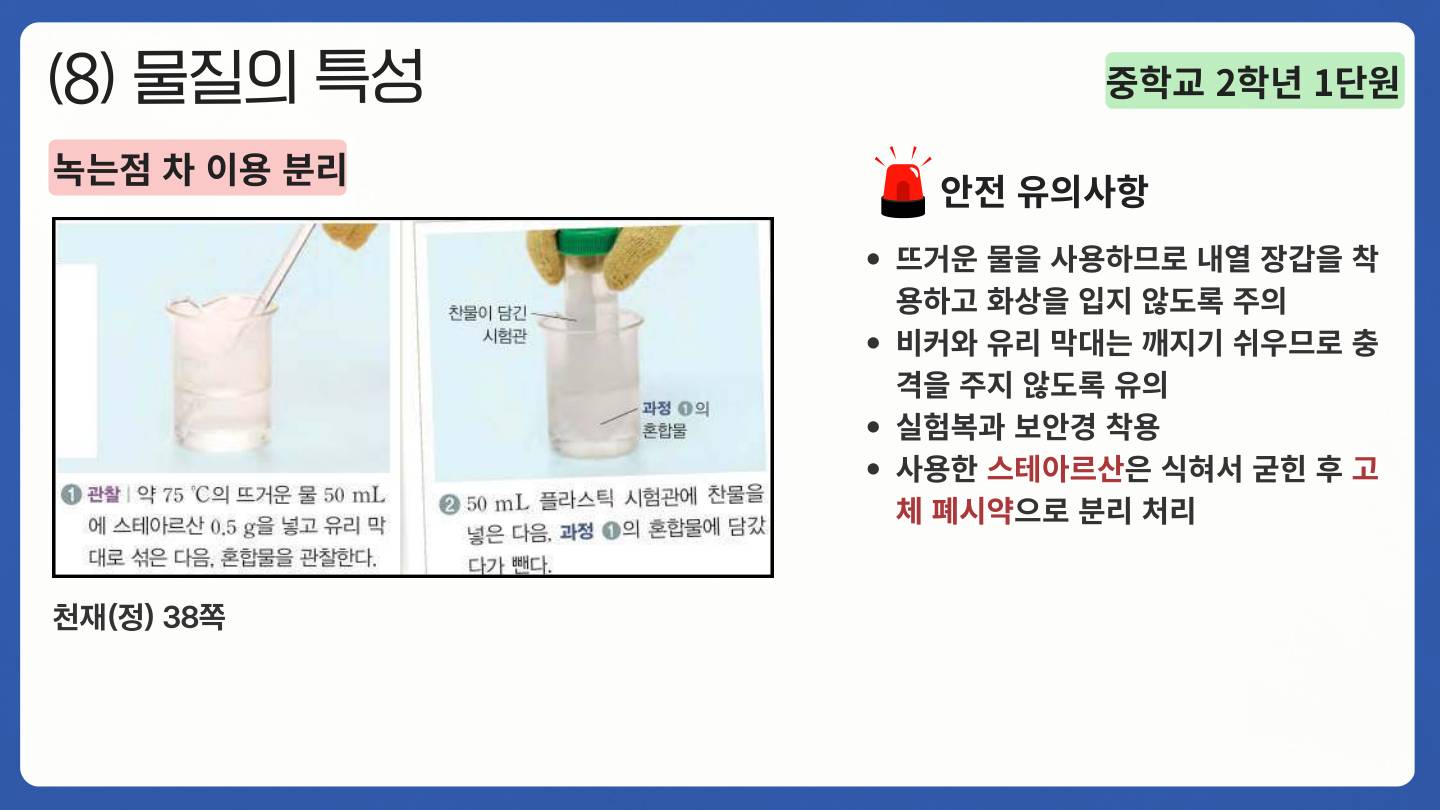 (8) 물질의 특성
중학교 2학년 1단원
녹는점 차 이용 분리
찬물이 담긴
시험관
과정 ❶의
혼합물
❶ 관찰 | 약 75 ℃의 뜨거운 물 50 mL
에 스테아르산 0.5 g을 넣고 유리 막
대로 섞은 다음, 혼합물을 관찰한다.
❷ 50 mL 플라스틱 시험관에 찬물을
넣은 다음, 과정 ❶의 혼합물에 담갔
다가 뺀다.
천재(정) 38쪽
안전 유의사항
• 뜨거운 물을 사용하므로 내열 장갑을 착
용하고 화상을 입지 않도록 주의
• 비커와 유리 막대는 깨지기 쉬우므로 충
격을 주지 않도록 유의
• 실험복과 보안경 착용
• 사용한 스테아르산은 식혀서 굳힌 후 고
체 폐시약으로 분리 처리